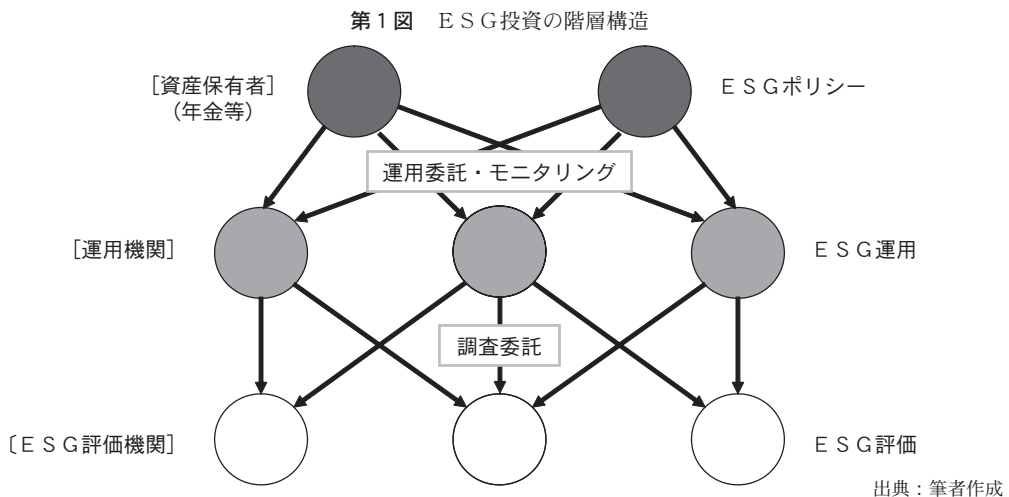 第1図　ＥＳＧ投資の階層構造
［資産保有者］
（年金等）
ＥＳＧポリシー
運用委託・モニタリング
［運用機関］
ＥＳＧ運用
調査委託
〔ＥＳＧ評価機関］
ＥＳＧ評価
出典：筆者作成